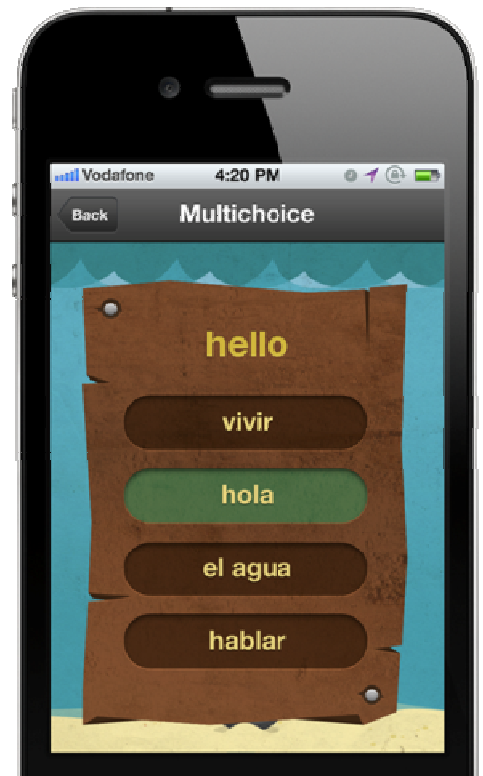 Vodafone 4:20 PM
Back Multichoice
hello
vivir
hola
el agua
hablar